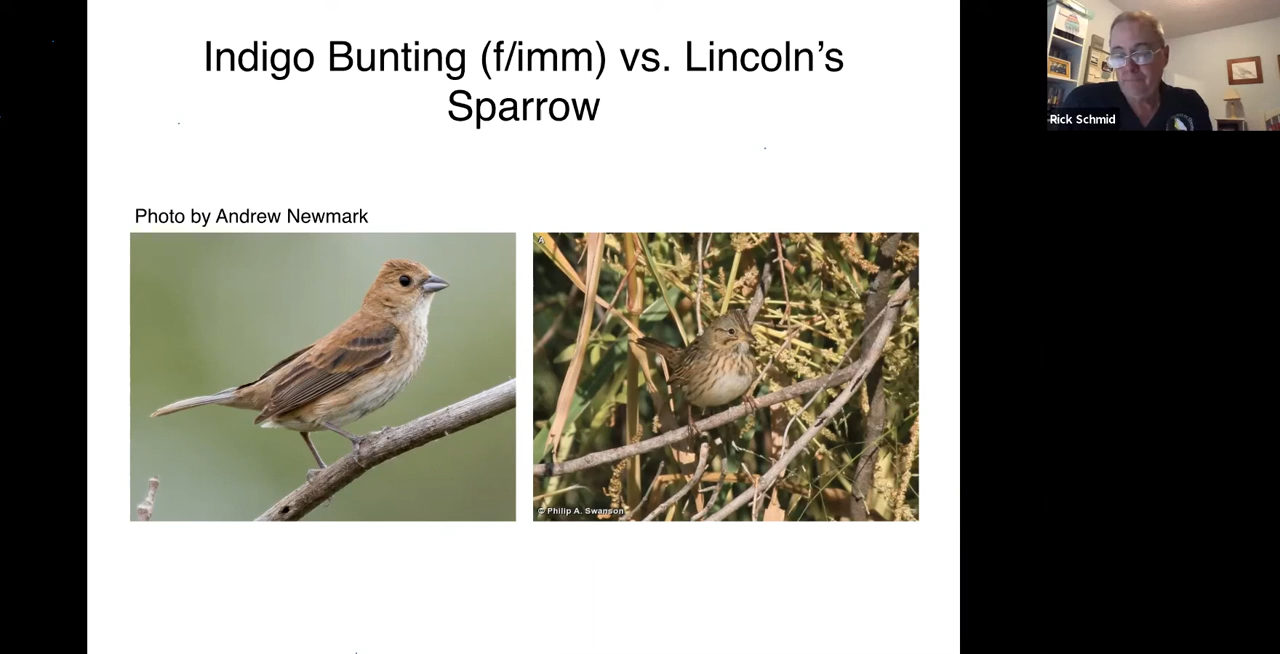 Indigo Bunting (f/imm) vs. Lincoln’s
Sparrow
Rick Schmid
Photo by Andrew Newmark
A
© Philip A. Swanson